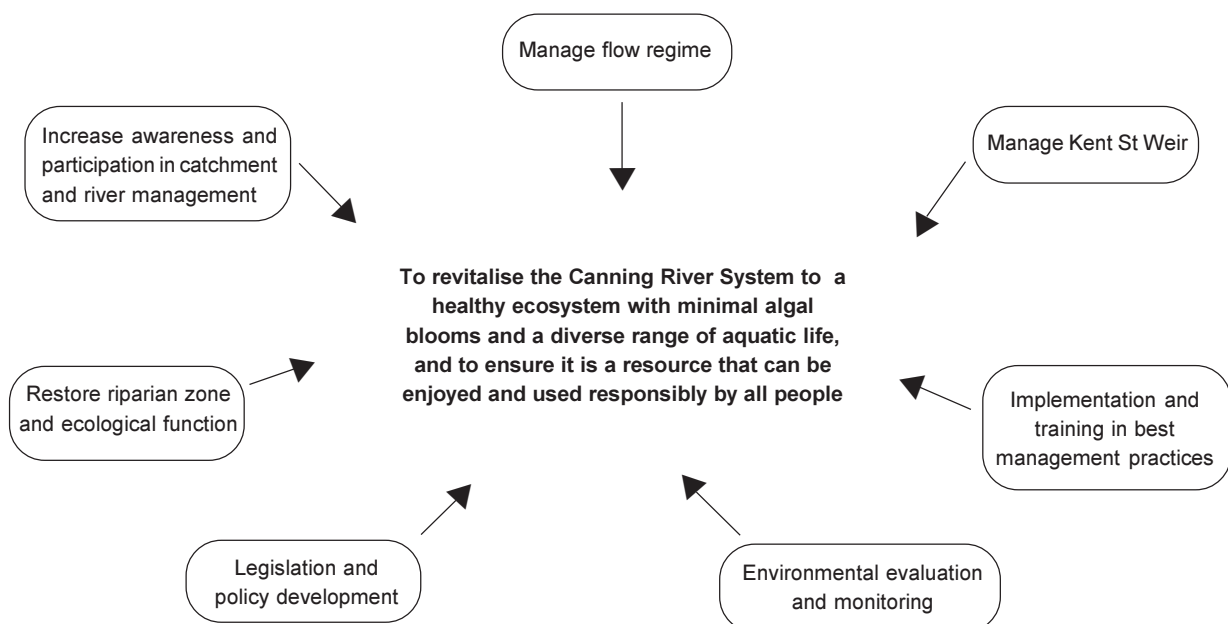 Manage flow regime
Increase awareness and
participation in catchment
and river management
Manage Kent St Weir
To revitalise the Canning River System to a
healthy ecosystem with minimal algal
blooms and a diverse range of aquatic life,
and to ensure it is a resource that can be
enjoyed and used responsibly by all people
Restore riparian zone
and ecological function
Implementation and
training in best
management practices
Legislation and
policy development
Environmental evaluation
and monitoring